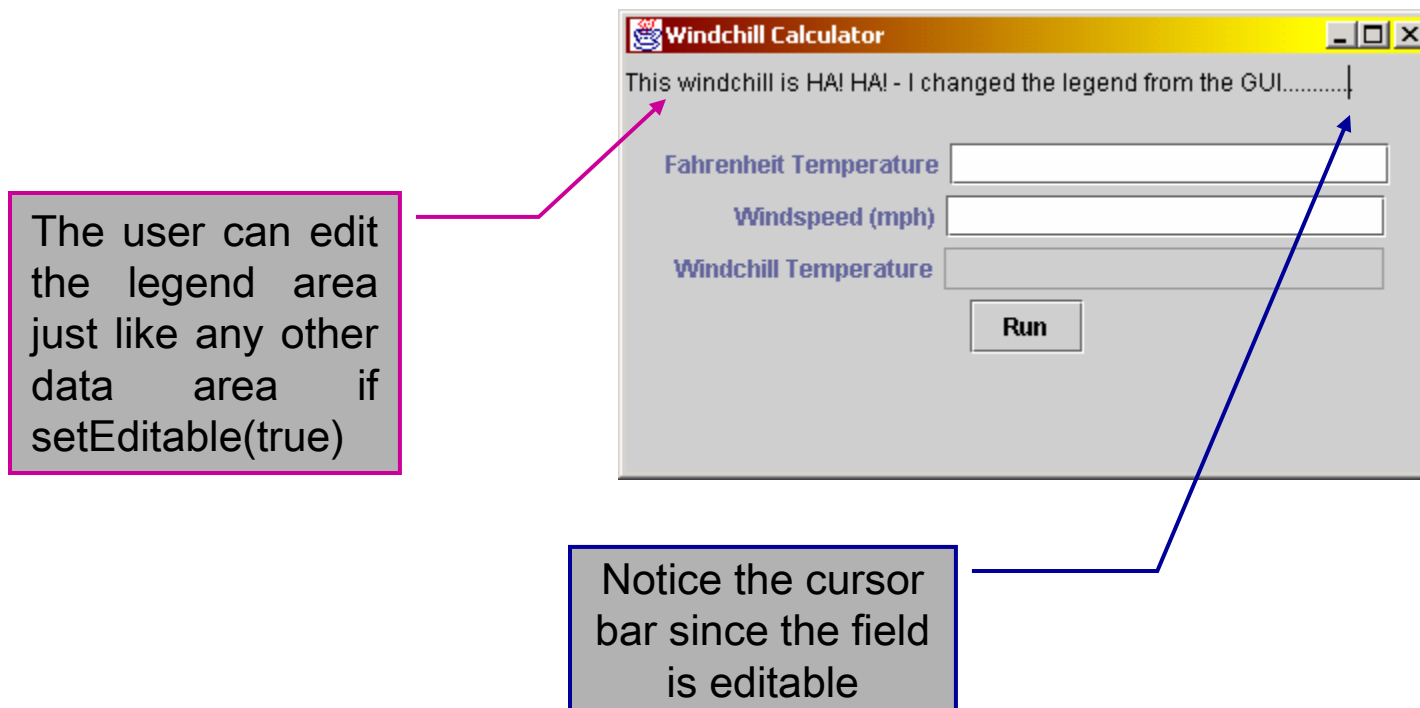 Windchill Calculator
This windchill is HA! HA! - I changed the legend from the GUI...........
Fahrenheit Temperature
Windspeed (mph)
Windchill Temperature
Run
The user can edit
the legend area
just like any other
data area if
setEditable(true)
Notice the cursor
bar since the field
is editable